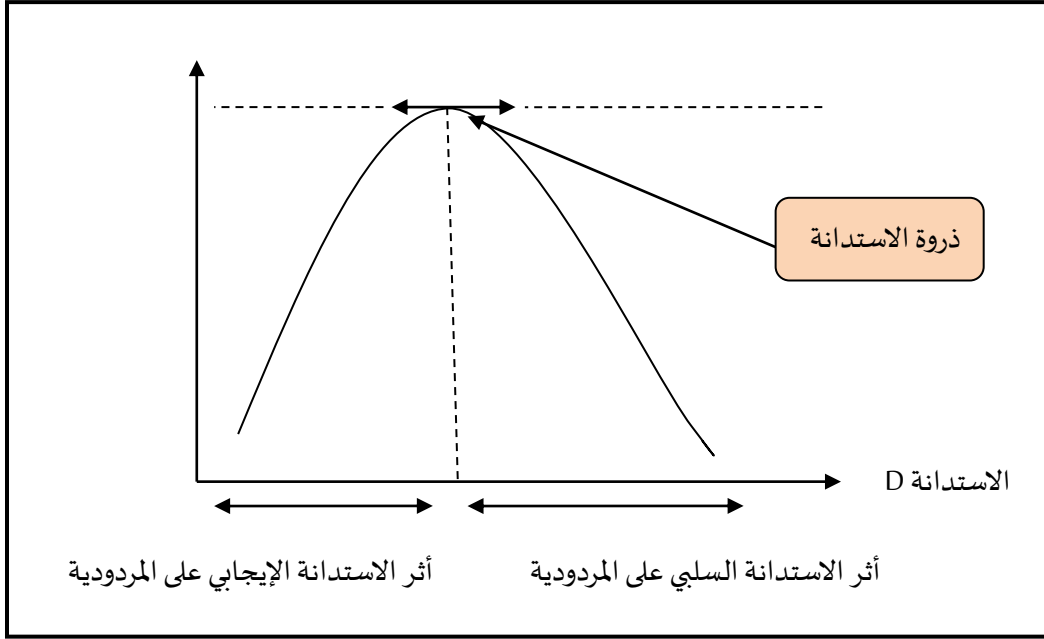 ذروة الاستدانة
الاستدانة D
أثر الاستدانة السلبي على المردودية
أثر الاستدانة الإيجابي على المردودية